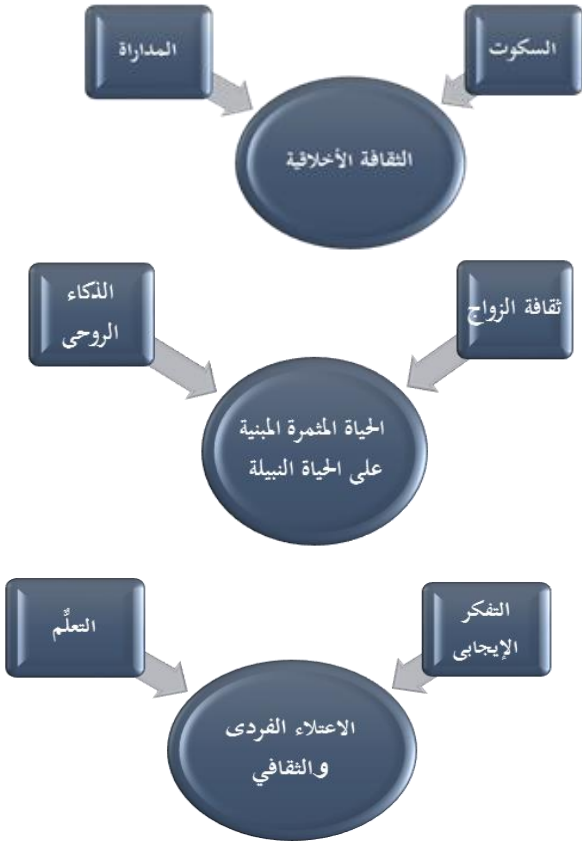 السكوت
المداراة
الثقافة الأخلاقية
ثقافة الزواج
الذكاء
الروحى
الحياة المثمرة المبنية
على الحياة النبيلة
التفكر
الإيجابى
التعلٌم
الاعتلاء الفردى
والثقافي